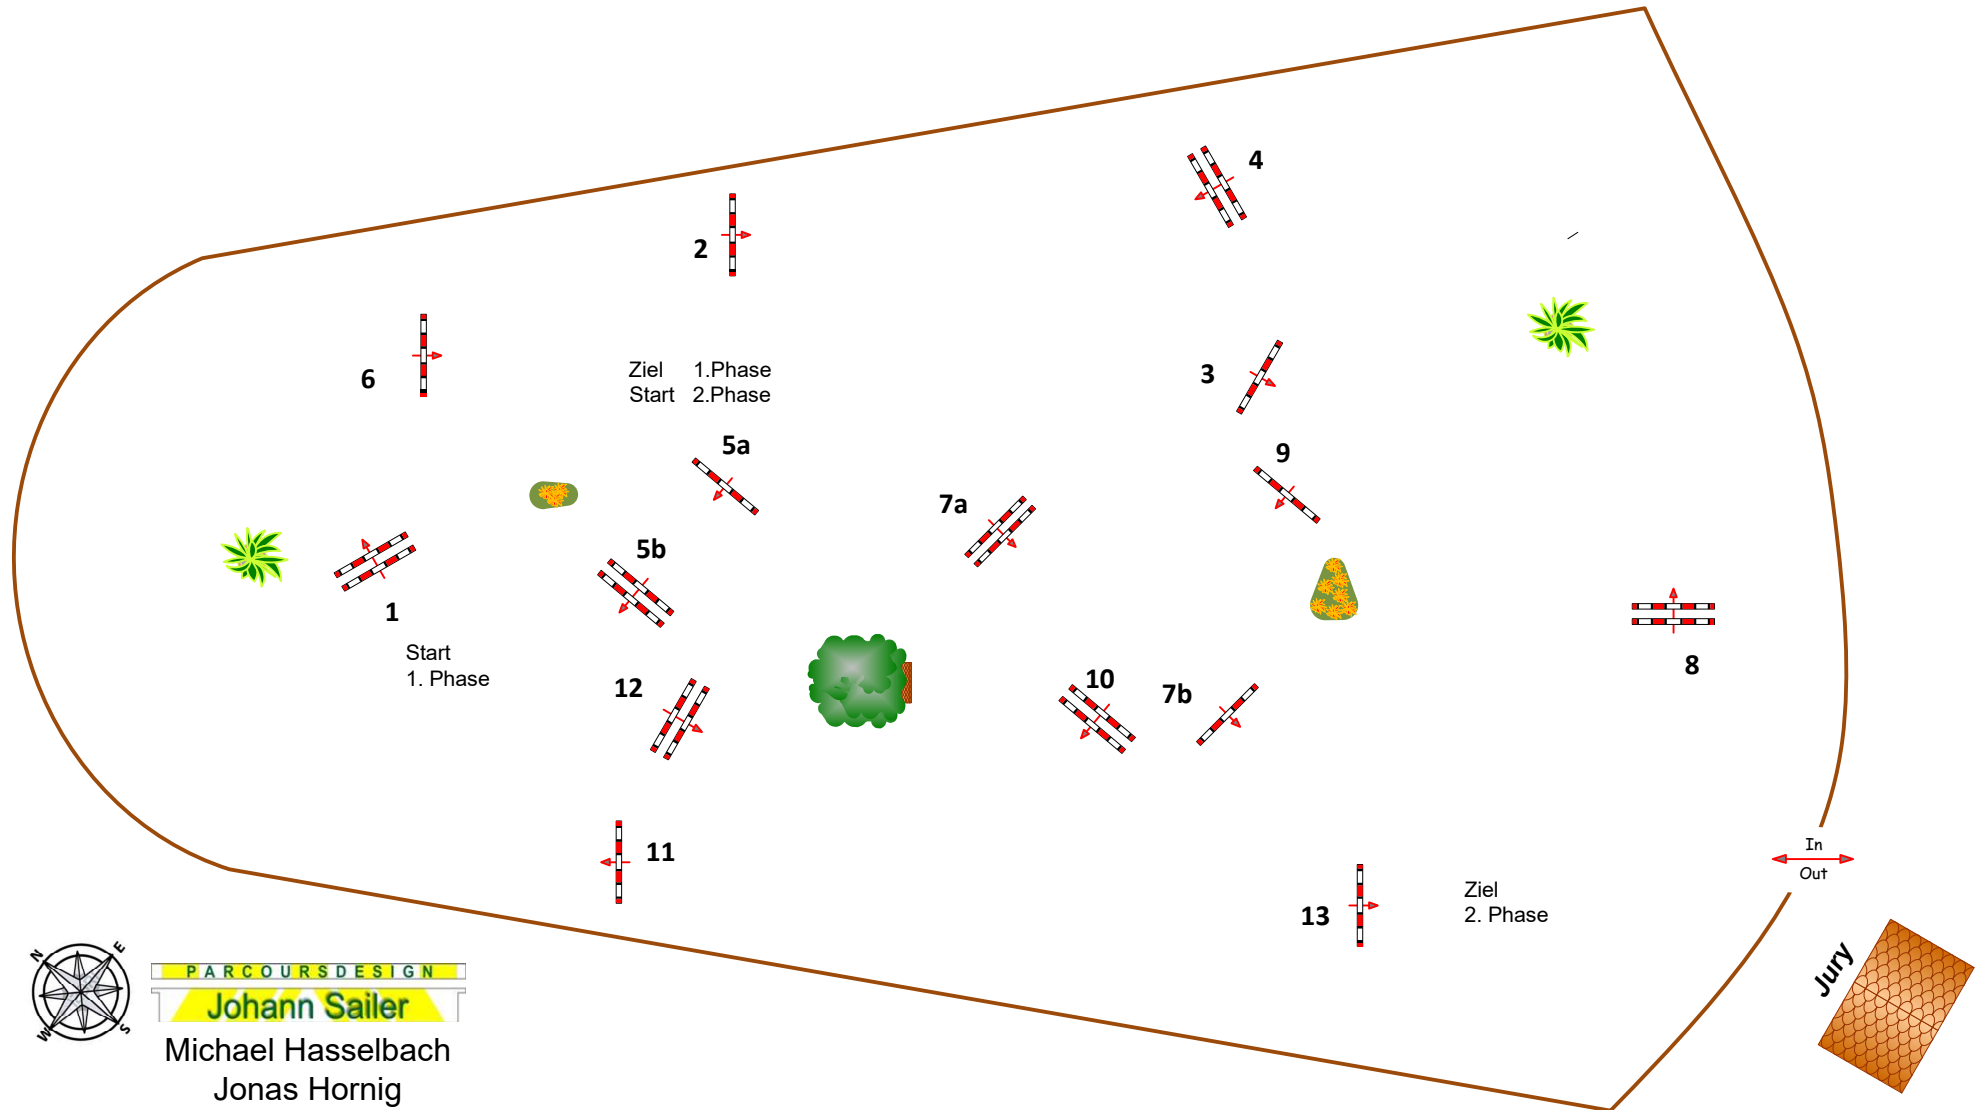 4
2
3
6
Ziel 1.Phase
Start 2.Phase
5a
9
7a
5b
1
Start
1. Phase
8
12
10
7b
In
Out
11
13
Ziel
2. Phase
Jury
N
E
W
S
PARCOURSDESIGN
Johann Sailer
Michael Hasselbach
Jonas Hornig